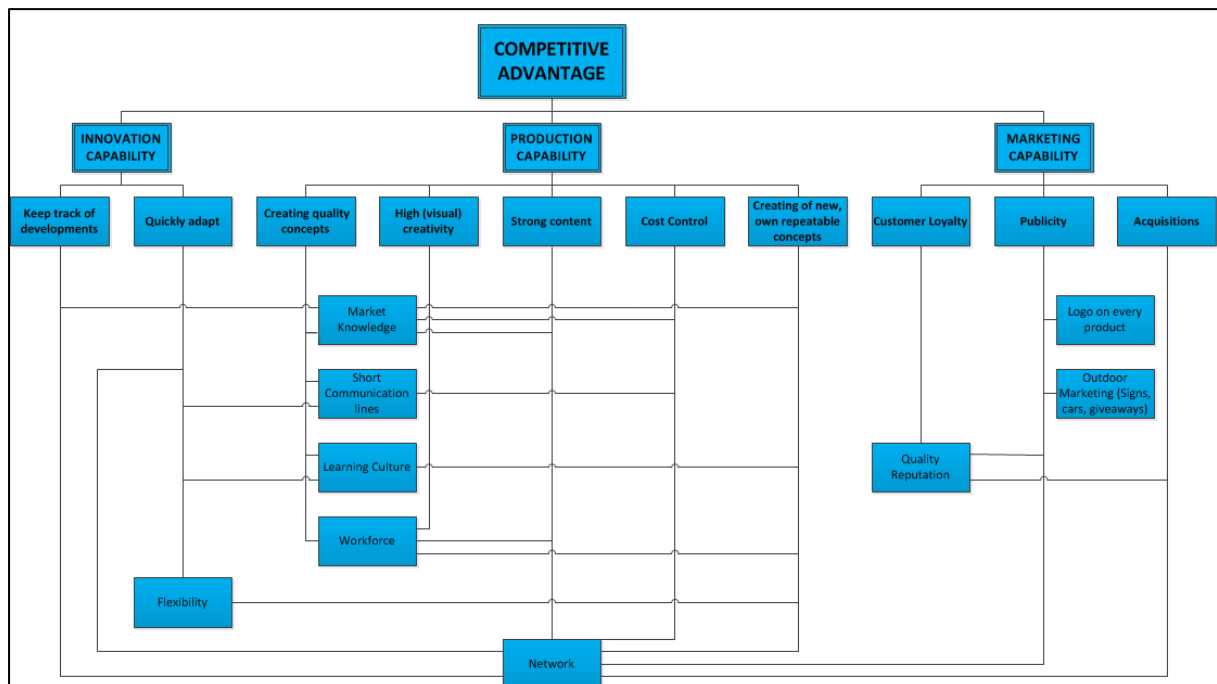 COMPETITIVE
ADVANTAGE
INNOVATION
CAPABILITY
PRODUCTION
CAPABILITY
MARKETING
CAPABILITY
Keep track of
developments
Quickly adapt
Creating quality
concepts
High (visual)
creativity
Strong content
Cost Control
Creating of new,
own repeatable
concepts
Customer Loyalty
Publicity
Acquisitions
Market
Knowledge
Logo on every
product
Short
Communication
lines
Outdoor
Marketing (Signs,
cars, giveaways)
Learning Culture
Quality
Reputation
Workforce
Flexibility
Network